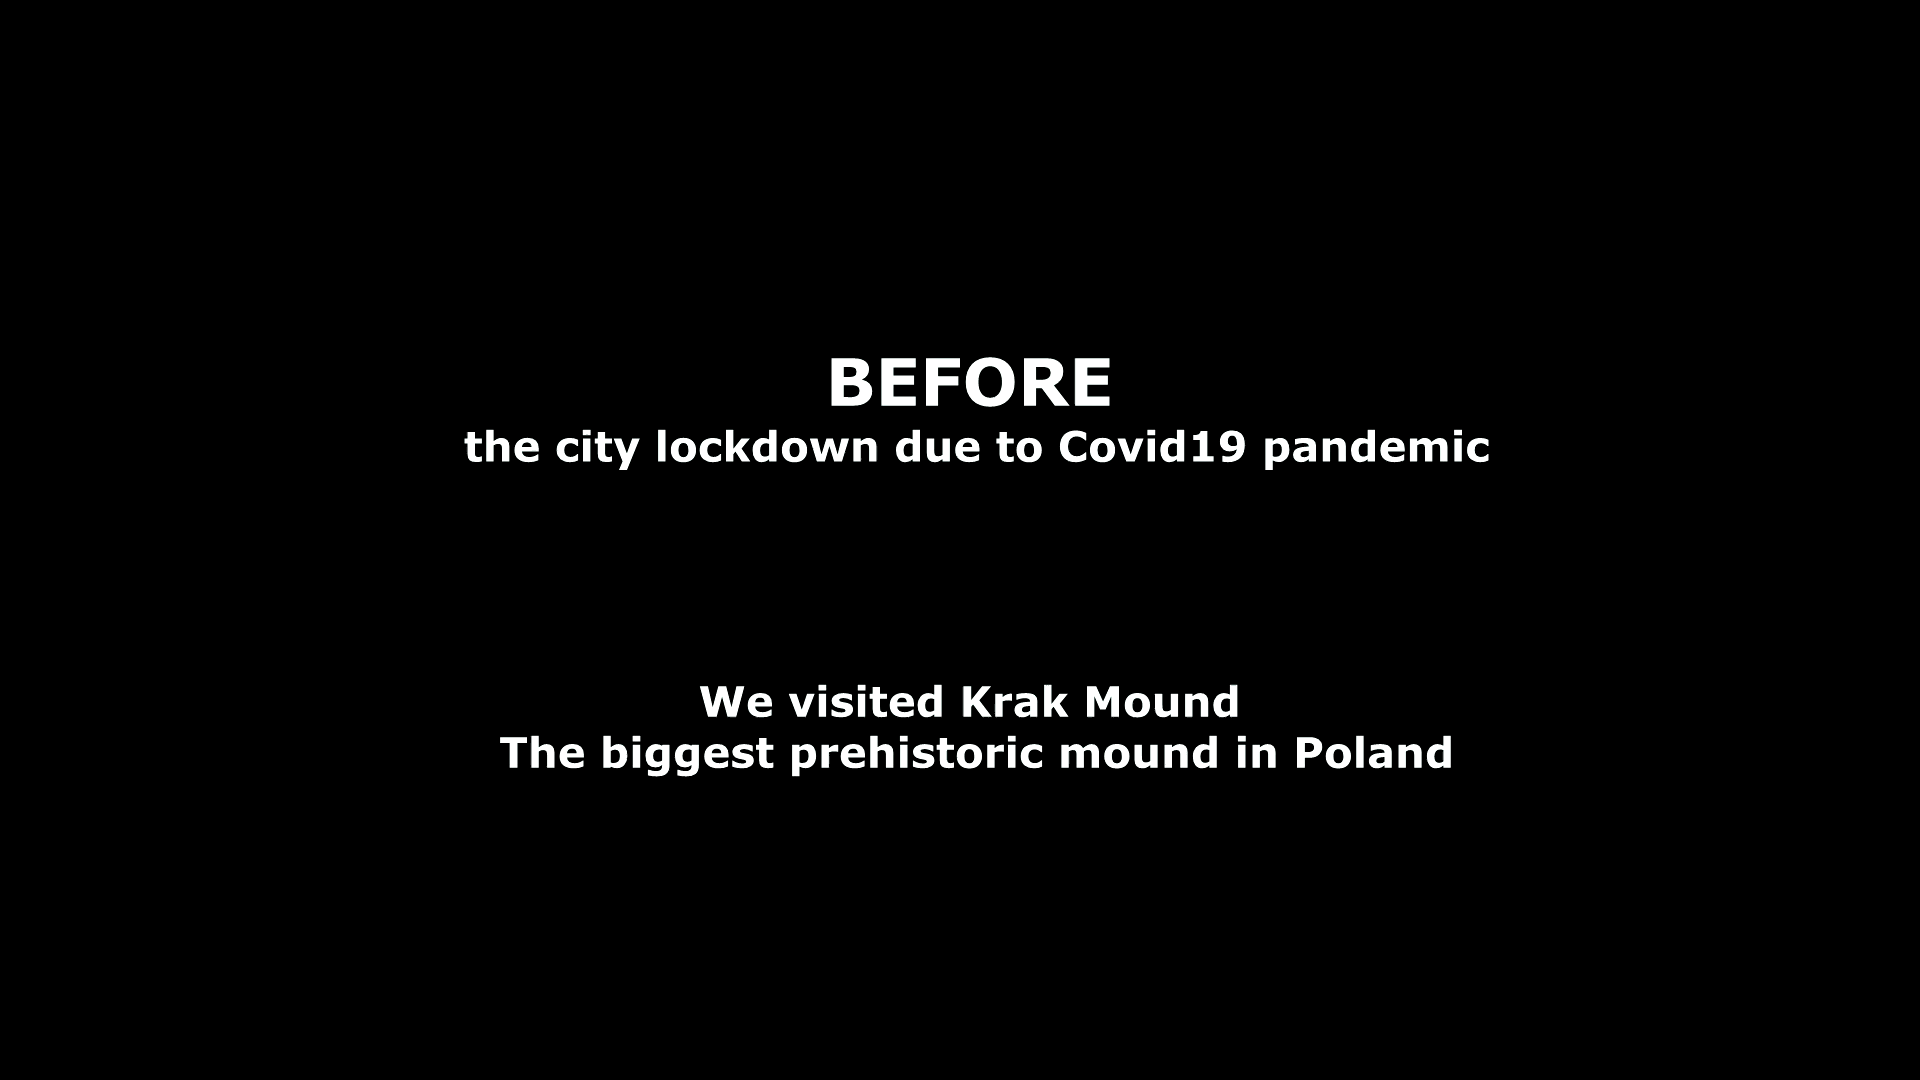 BEFORE
the city lockdown due to Covid19 pandemic
We visited Krak Mound
The biggest prehistoric mound in Poland